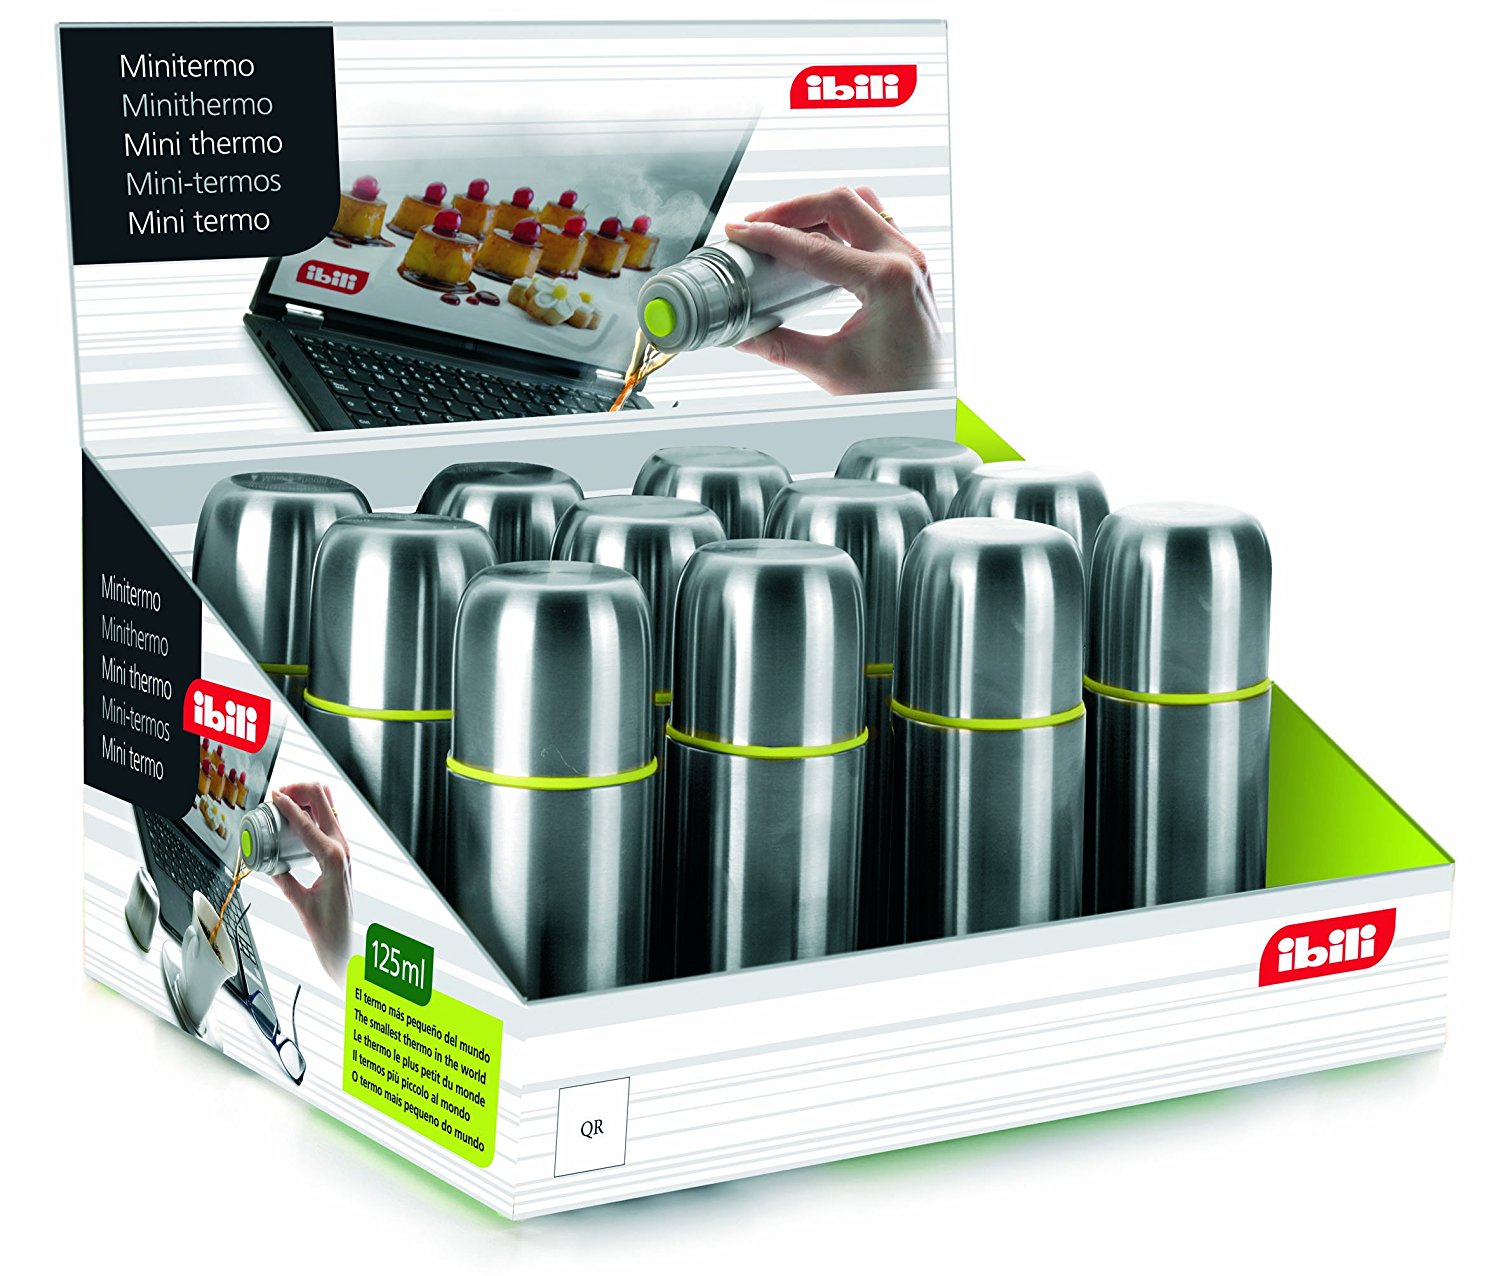 Minitermo
Minithermo
Mini thermo
Mini-termos
Mini termo
ibili
ibili
Minitermo
Minithermo
Mini thermo
Mini-termos
Mini termo
ibili
125ml
El termo más pequeño del mundo
The smallest thermo in the world
Le thermo le plus petit du monde
Il termos più piccolo al mondo
O termo mais pequeno do mundo
QR
ibili